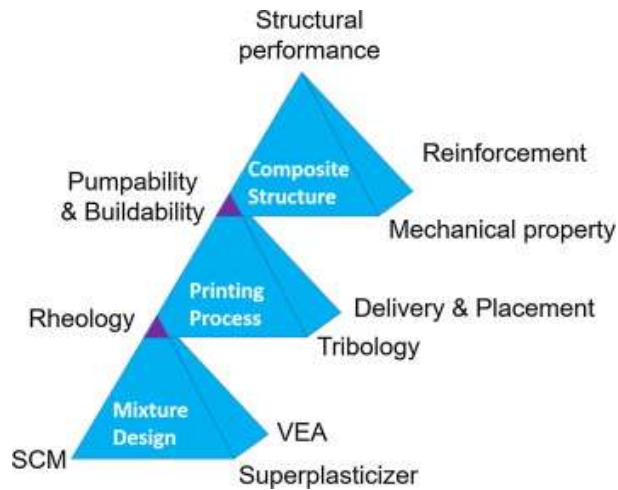 Structural
performance
Composite
Structure
Reinforcement
Pumpability
& Buildability
Mechanical property
Printing
Process
Delivery & Placement
Rheology
Tribology
Mixture
Design
VEA
SCM
Superplasticizer